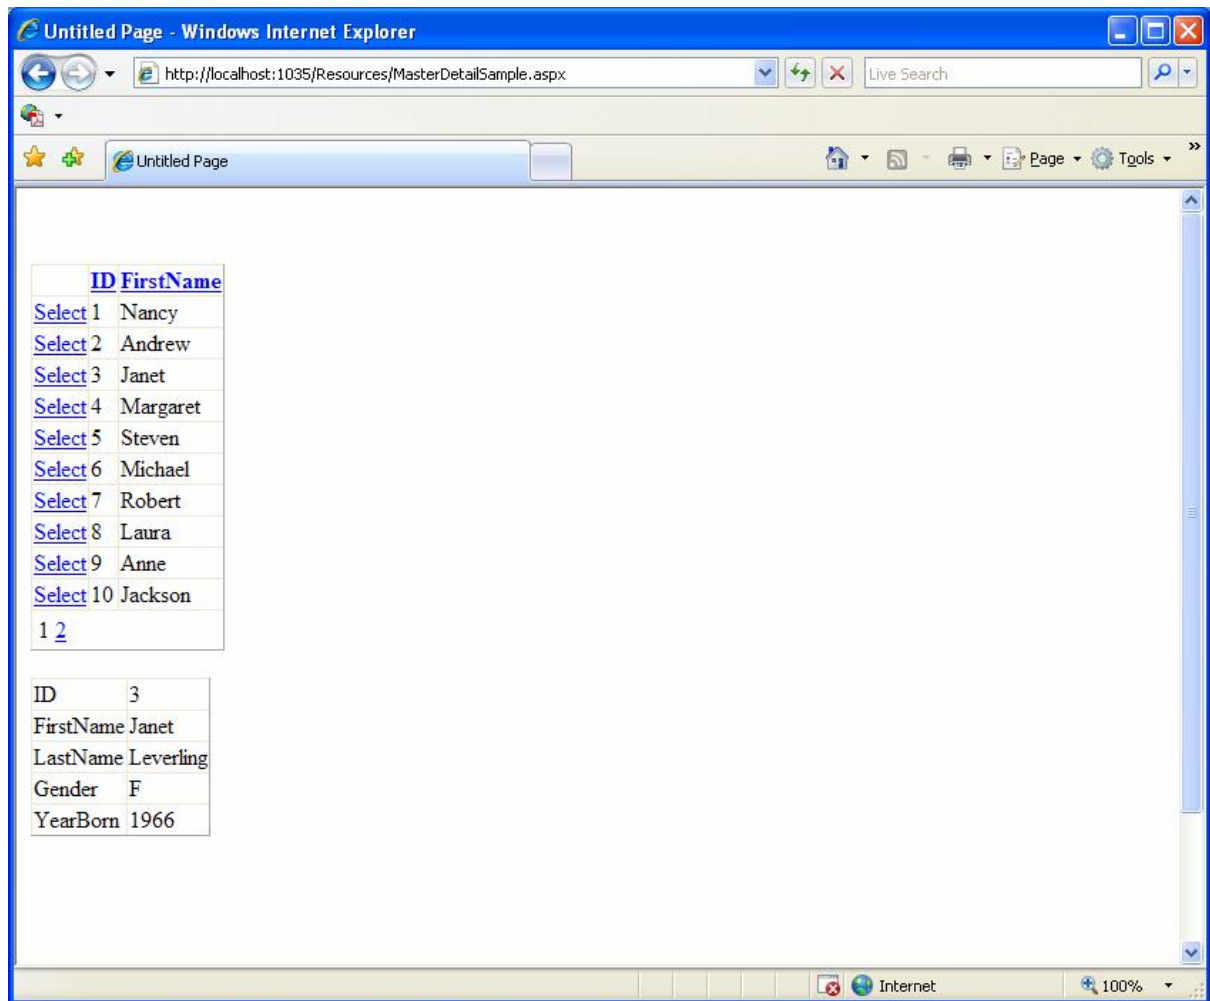 Untitled Page - Windows Internet Explorer
http://localhost:1035/Resources/MasterDetailSample.aspx Live Search
Untitled Page Page Tools »
ID FirstName
Select 1 Nancy
Select 2 Andrew
Select 3 Janet
Select 4 Margaret
Select 5 Steven
Select 6 Michael
Select 7 Robert
Select 8 Laura
Select 9 Anne
Select 10 Jackson
1 2
ID 3
FirstName Janet
LastName Leverling
Gender F
YearBorn 1966
Internet 100%